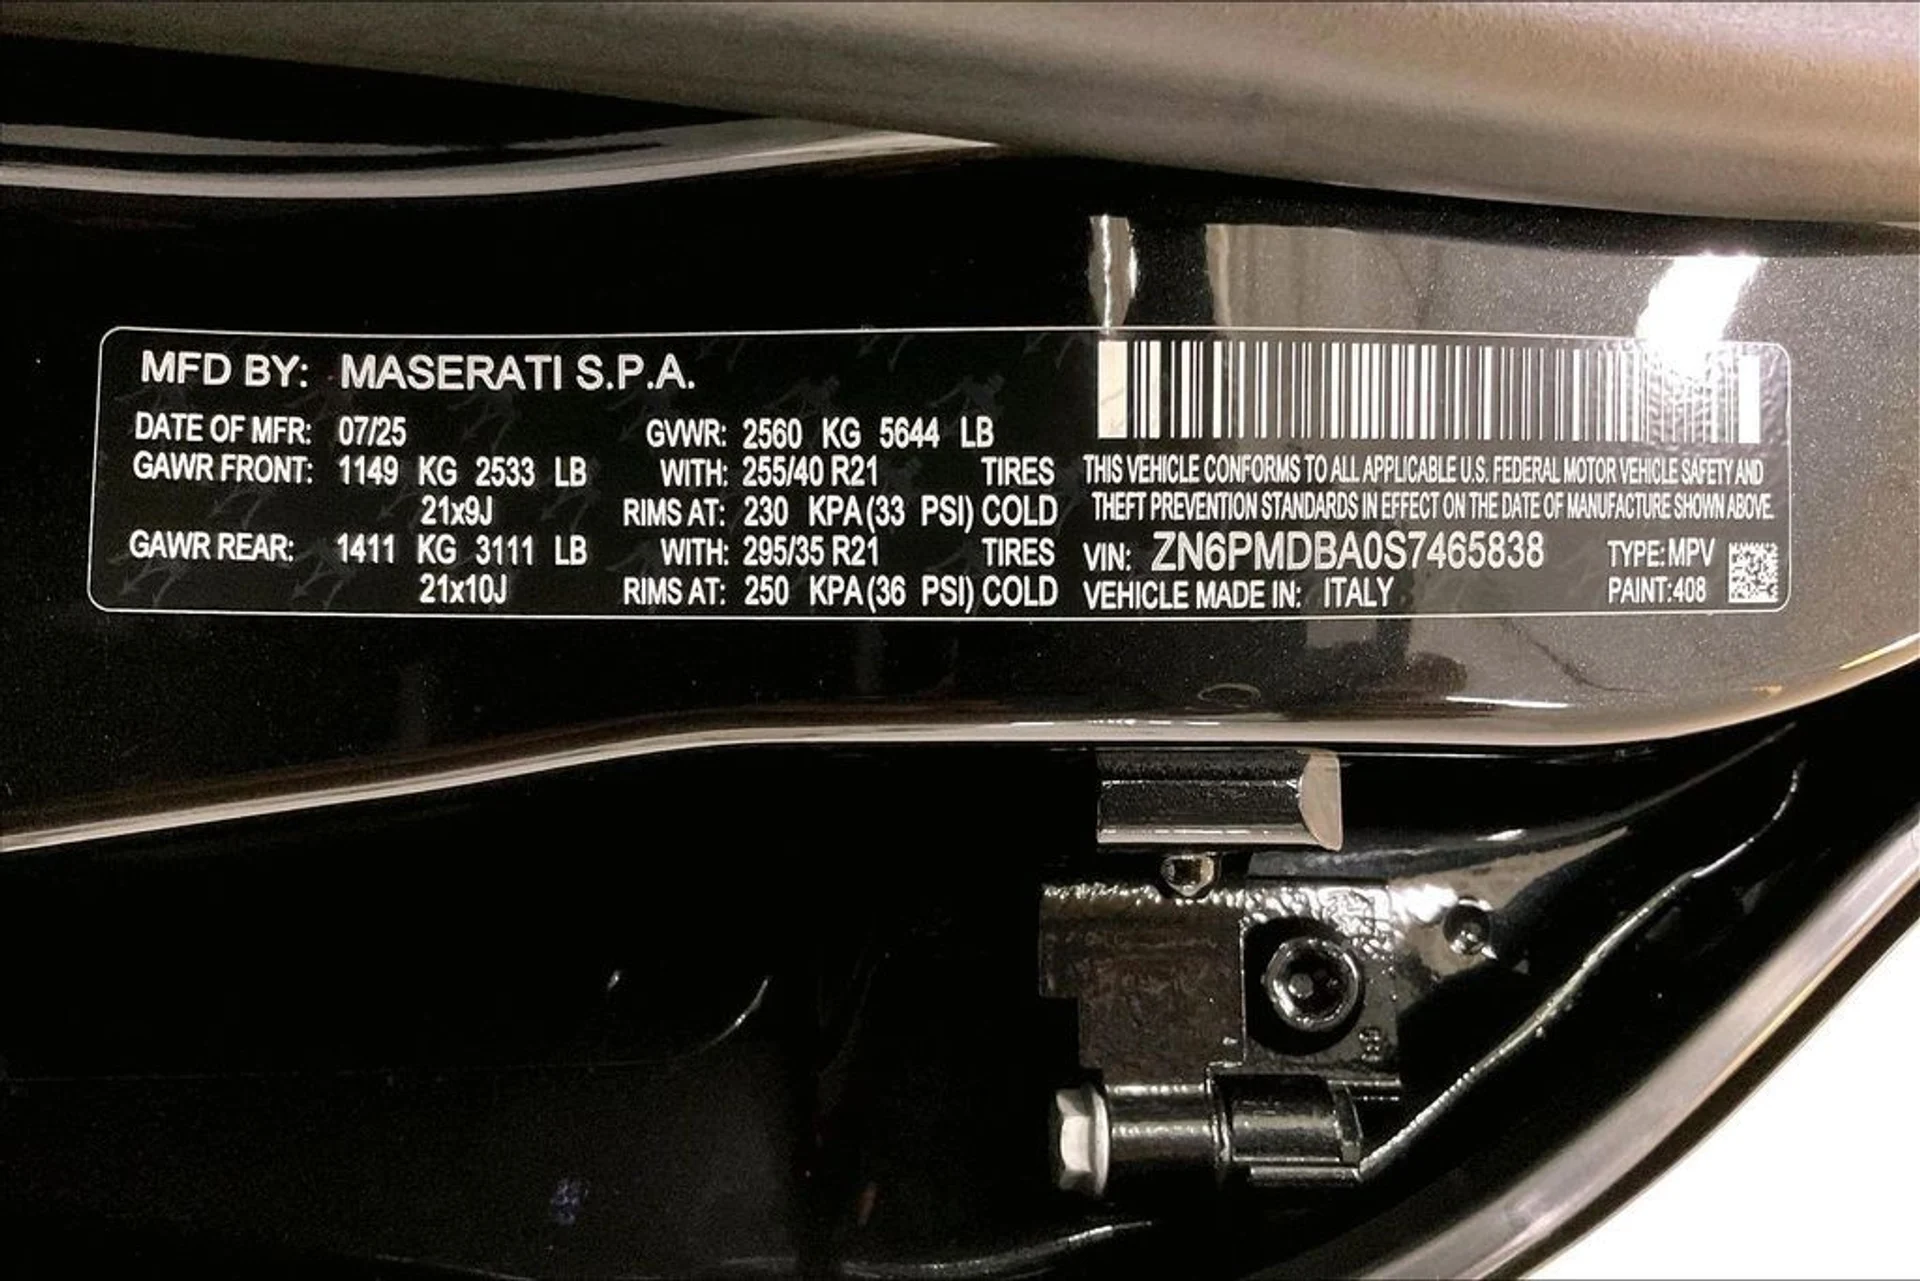 MFD BY: MASERATI S.P.A.
DATE OF MFR: 07/25 GVWR: 2560 KG 5644 LB
GAWR FRONT: 1149 KG 2533 LB WITH: 255/40 R21 TIRES
21x9J RIMS AT: 230 KPA (33 PSI) COLD
GAWR REAR: 1411 KG 3111 LB WITH: 295/35 R21 TIRES
21x10J RIMS AT: 250 KPA (36 PSI) COLD
THIS VEHICLE CONFORMS TO ALL APPLICABLE U.S. FEDERAL MOTOR VEHICLE SAFETY AND
THEFT PREVENTION STANDARDS IN EFFECT ON THE DATE OF MANUFACTURE SHOWN ABOVE.
VIN: ZN6PMDBA0S7465838 TYPE: MPV
VEHICLE MADE IN: ITALY PAINT: 408